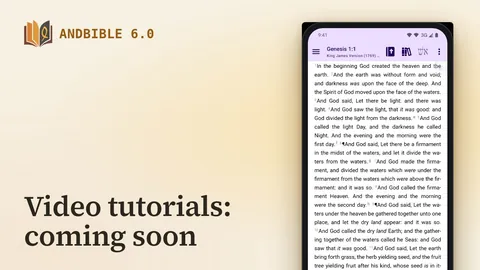 ANDBIBLE 6.0
Video tutorials:
coming soon
9:41
3G
Genesis 1:1
King James Version (1769) ...
In the beginning God created the heaven and the
earth. 2 And the earth was without form and void;
and darkness was upon the face of the deep. And
the Spirit of God moved upon the face of the waters.
3 And God said, Let there be light: and there was
light. 4 And God saw the light, that it was good: and
God divided the light from the darkness. 5 And God
called the light Day, and the darkness he called
Night. And the evening and the morning were the
first day. ¶ And God said, Let there be a firmament
in the midst of the waters, and let it divide the wa-
ters from the waters. And God made the firma-
ment, and divided the waters which were under the
firmament from the waters which were above the fir-
mament: and it was so. And God called the firma-
ment Heaven. And the evening and the morning
were the second day. ¶ And God said, Let the wa-
ters under the heaven be gathered together unto one
place, and let the dry land appear: and it was so.
And God called the dry land Earth; and the gather-
ing together of the waters called he Seas: and God
saw that it was good. And God said, Let the earth
bring forth grass, the herb yielding seed, and the fruit
tree yielding fruit after his kind, whose seed is in it-